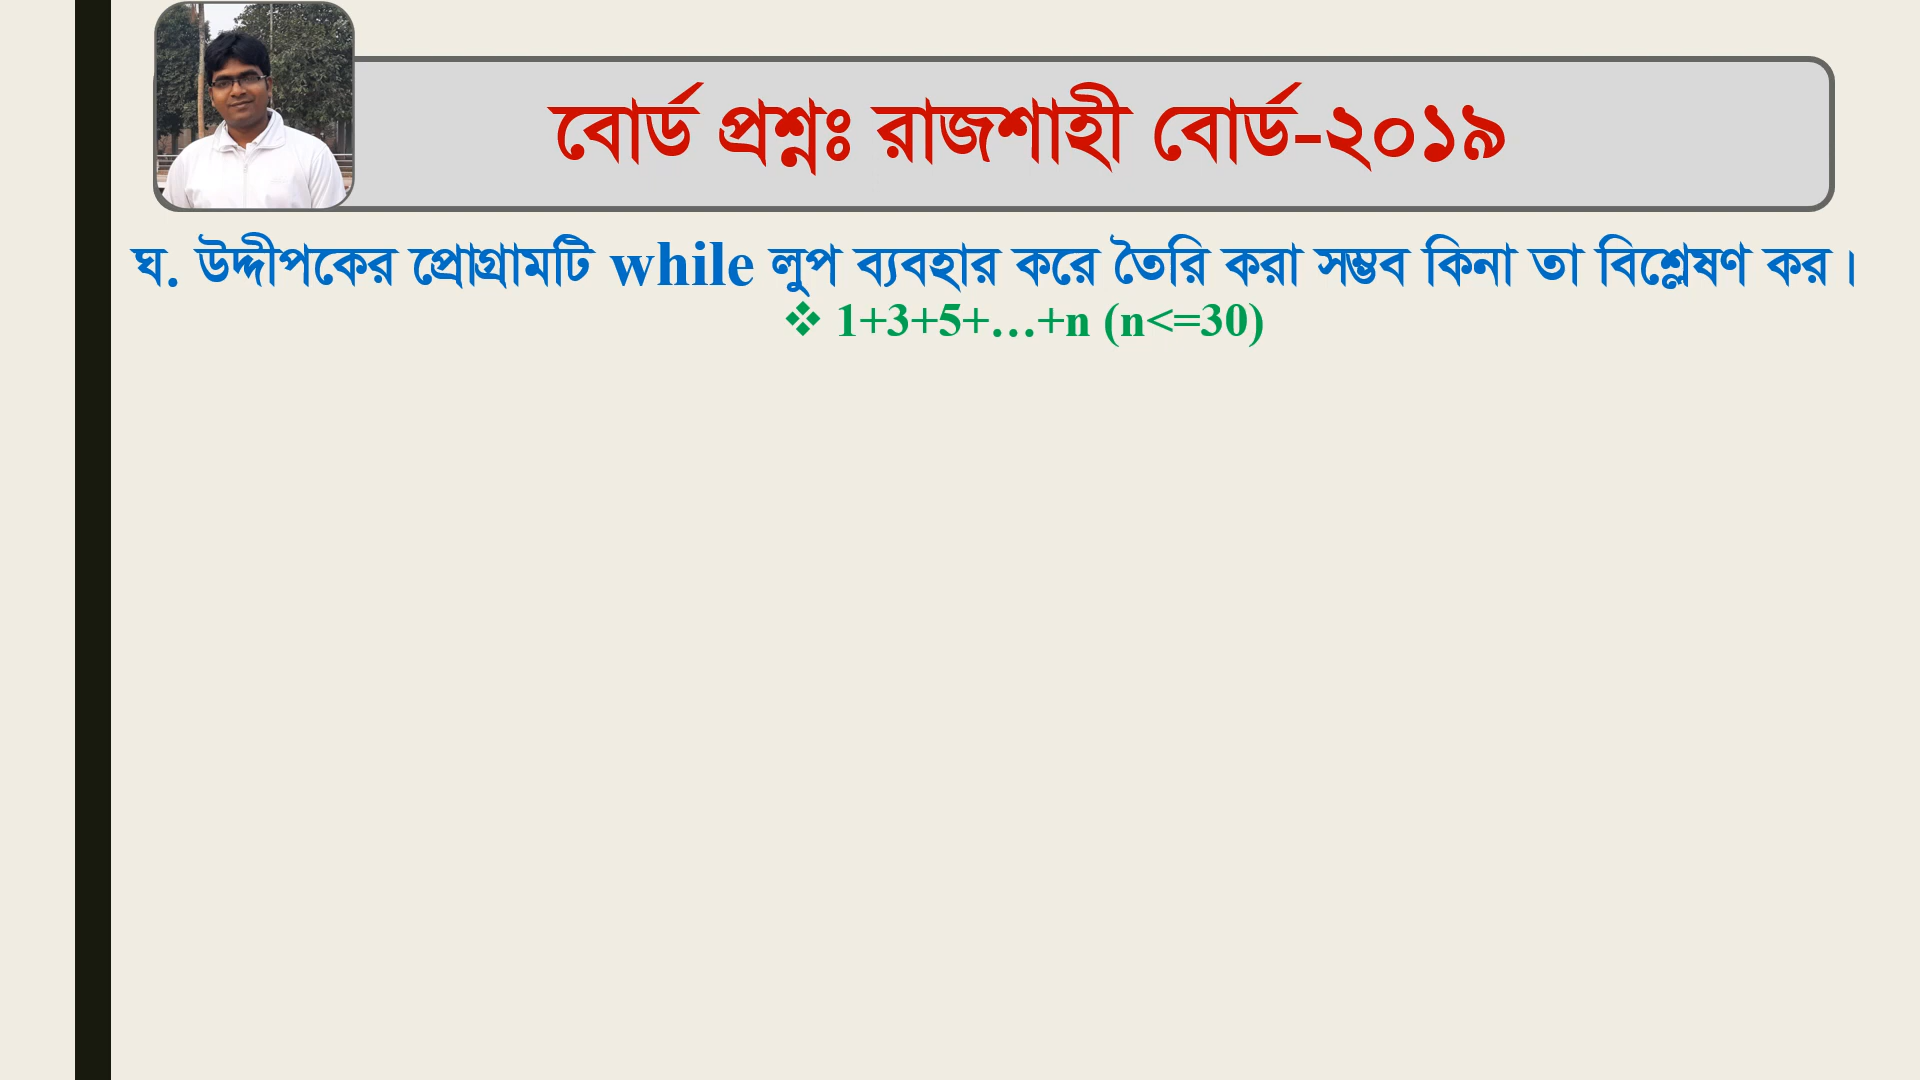 বোর্ড প্রশ্নঃ রাজশাহী বোর্ড-২০১৯
ঘ. উদ্দীপকের প্রোগ্রামটি while লুপ ব্যবহার করে তৈরি করা সম্ভব কিনা তা বিশ্লেষণ কর।
❖ 1+3+5+…+n (n<=30)